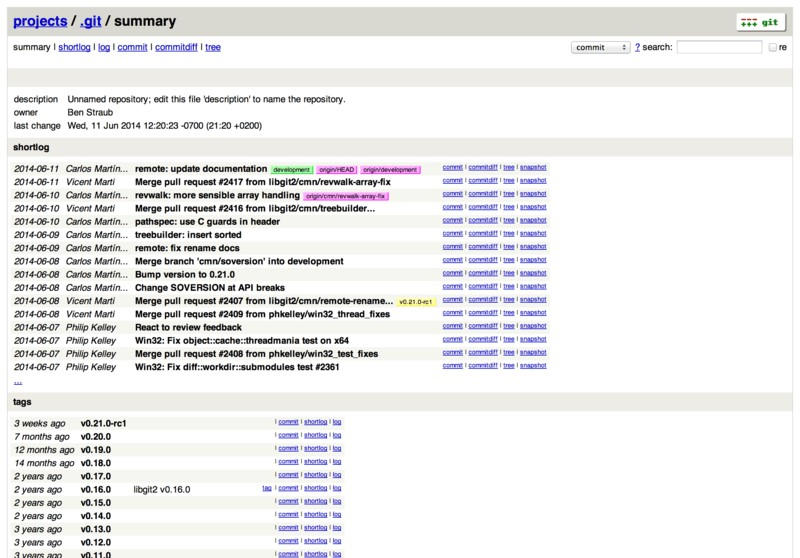 projects / .git / summary
git
summary | shortlog | log | commit | commitdiff | tree
commit ? search: re
description Unnamed repository; edit this file 'description' to name the repository.
owner Ben Straub
last change Wed, 11 Jun 2014 12:20:23 -0700 (21:20 +0200)
shortlog
2014-06-11 Carlos Martín... remote: update documentation development origin/HEAD origin/development commit | commitdiff | tree | snapshot
2014-06-11 Vicent Marti Merge pull request #2417 from libgit2/cmn/revwalk-array-fix commit | commitdiff | tree | snapshot
2014-06-10 Carlos Martín... revwalk: more sensible array handling origin/cmn/revwalk-array-fix commit | commitdiff | tree | snapshot
2014-06-10 Vicent Marti Merge pull request #2416 from libgit2/cmn/treebuilder... commit | commitdiff | tree | snapshot
2014-06-10 Carlos Martín... pathspec: use C guards in header commit | commitdiff | tree | snapshot
2014-06-09 Carlos Martín... treebuilder: insert sorted commit | commitdiff | tree | snapshot
2014-06-09 Carlos Martín... remote: fix rename docs commit | commitdiff | tree | snapshot
2014-06-08 Carlos Martín... Merge branch 'cmn/soversion' into development commit | commitdiff | tree | snapshot
2014-06-08 Carlos Martín... Bump version to 0.21.0 commit | commitdiff | tree | snapshot
2014-06-08 Carlos Martín... Change SOVERSION at API breaks commit | commitdiff | tree | snapshot
2014-06-08 Vicent Marti Merge pull request #2407 from libgit2/cmn/remote-rename... v0.21.0-rc1 commit | commitdiff | tree | snapshot
2014-06-08 Vicent Marti Merge pull request #2409 from phkelley/win32_thread_fixes commit | commitdiff | tree | snapshot
2014-06-07 Philip Kelley React to review feedback commit | commitdiff | tree | snapshot
2014-06-07 Philip Kelley Win32: Fix object::cache::threadmania test on x64 commit | commitdiff | tree | snapshot
2014-06-07 Philip Kelley Merge pull request #2408 from phkelley/win32_test_fixes commit | commitdiff | tree | snapshot
2014-06-07 Philip Kelley Win32: Fix diff::workdir::submodules test #2361 commit | commitdiff | tree | snapshot
...
tags
3 weeks ago v0.21.0-rc1 | commit | shortlog | log
7 months ago v0.20.0 | commit | shortlog | log
12 months ago v0.19.0 | commit | shortlog | log
14 months ago v0.18.0 | commit | shortlog | log
2 years ago v0.17.0 | commit | shortlog | log
2 years ago v0.16.0 libgit2 v0.16.0 tag | commit | shortlog | log
2 years ago v0.15.0 | commit | shortlog | log
2 years ago v0.14.0 | commit | shortlog | log
3 years ago v0.13.0 | commit | shortlog | log
3 years ago v0.12.0 | commit | shortlog | log
3 years ago v0.11.0 | commit | shortlog | log